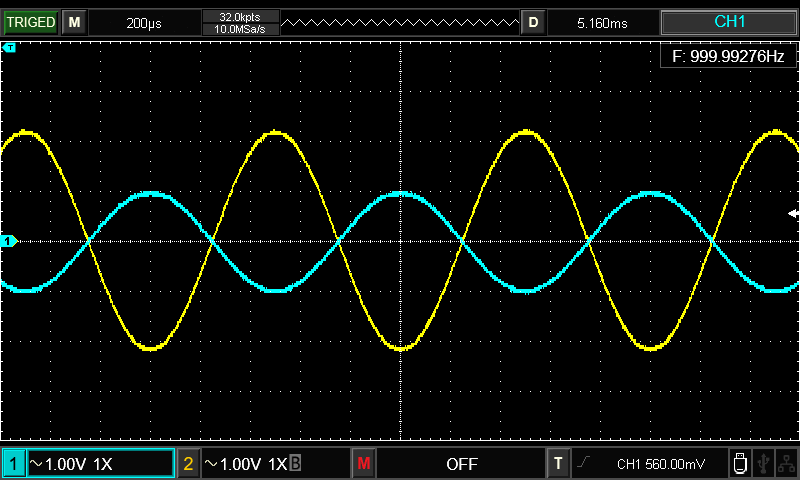 TRIGED M 200µs 32.0kpts D 5.160ms CH1
10.0MSa/s
T
F: 999.99276Hz
1
1 ~1.00V 1X 2 ~1.00V 1X B M OFF T CH1 560.00mV